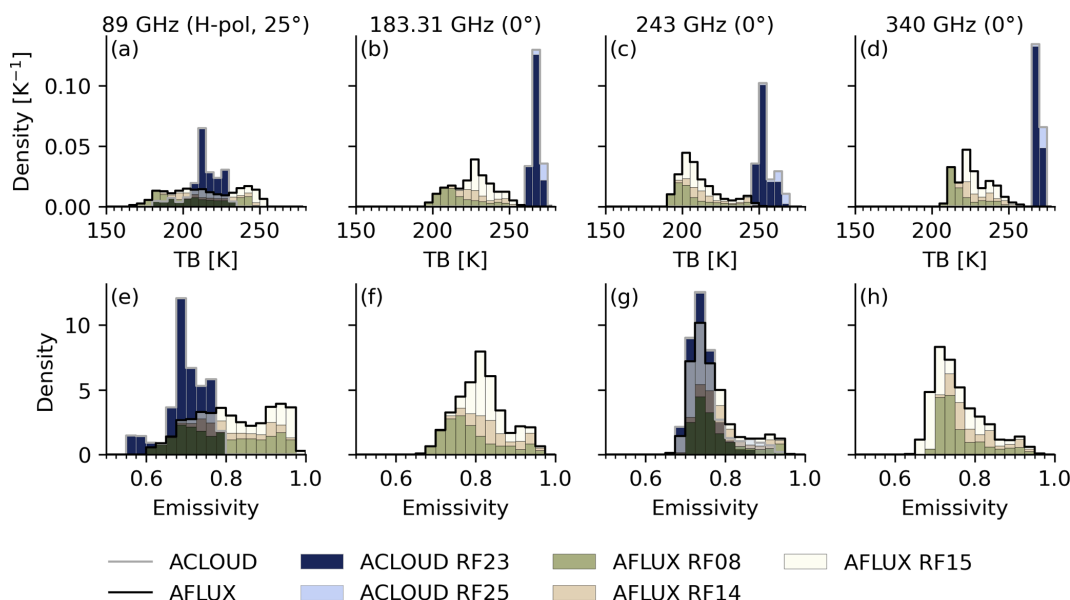 89 GHz (H-pol, 25°) 183.31 GHz (0°) 243 GHz (0°) 340 GHz (0°)
(a) (b) (c) (d)
Density [K⁻¹]
0.10
0.05
0.00
150 200 250 150 200 250 150 200 250 150 200 250
TB [K] TB [K] TB [K] TB [K]
(e) (f) (g) (h)
Density
10
5
0
0.6 0.8 1.0 0.6 0.8 1.0 0.6 0.8 1.0 0.6 0.8 1.0
Emissivity Emissivity Emissivity Emissivity
ACLOUD ACLOUD RF23 AFLUX RF08 AFLUX RF15
AFLUX ACLOUD RF25 AFLUX RF14